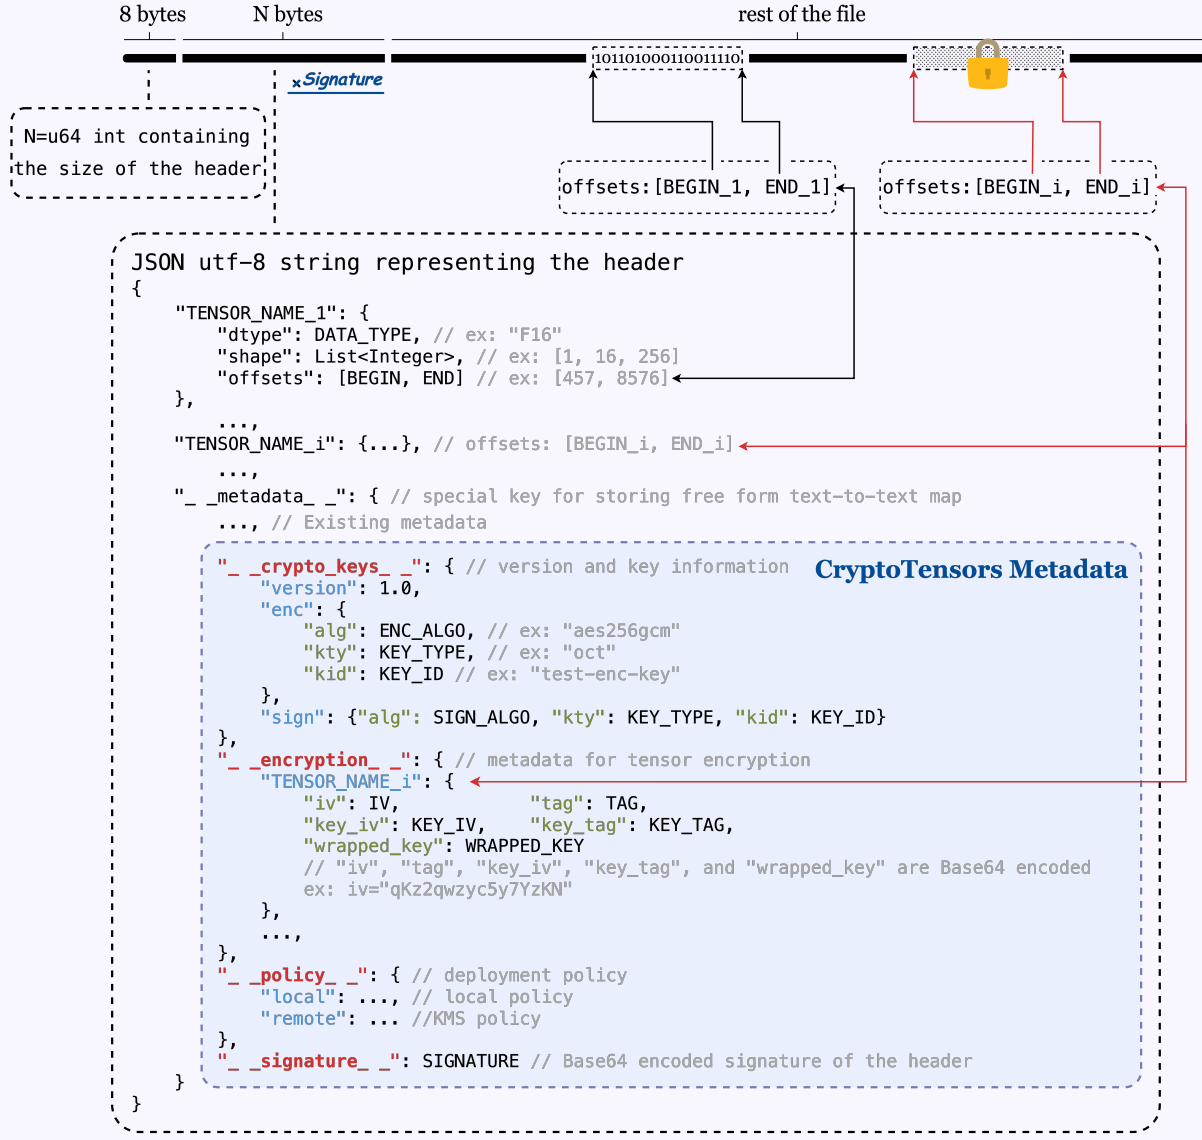 8 bytes
N bytes
rest of the file
101101000110011110
×Signature
N=u64 int containing
the size of the header
offsets:[BEGIN_1, END_1]
offsets:[BEGIN_i, END_i]
JSON utf-8 string representing the header
{
"TENSOR_NAME_1": {
"dtype": DATA_TYPE, // ex: "F16"
"shape": List<Integer>, // ex: [1, 16, 256]
"offsets": [BEGIN, END] // ex: [457, 8576]
},
...,
"TENSOR_NAME_i": {...}, // offsets: [BEGIN_i, END_i]
...,
"_ _metadata_ _": { // special key for storing free form text-to-text map
..., // Existing metadata
"_ _crypto_keys_ _": { // version and key information
CryptoTensors Metadata
"version": 1.0,
"enc": {
"alg": ENC_ALGO, // ex: "aes256gcm"
"kty": KEY_TYPE, // ex: "oct"
"kid": KEY_ID // ex: "test-enc-key"
},
"sign": {"alg": SIGN_ALGO, "kty": KEY_TYPE, "kid": KEY_ID}
},
"_ _encryption_ _": { // metadata for tensor encryption
"TENSOR_NAME_i": {
"iv": IV, "tag": TAG,
"key_iv": KEY_IV, "key_tag": KEY_TAG,
"wrapped_key": WRAPPED_KEY
// "iv", "tag", "key_iv", "key_tag", and "wrapped_key" are Base64 encoded
ex: iv="qKz2qwzyc5y7YzKN"
},
...,
},
"_ _policy_ _": { // deployment policy
"local": ..., // local policy
"remote": ... //KMS policy
},
"_ _signature_ _": SIGNATURE // Base64 encoded signature of the header
}
}